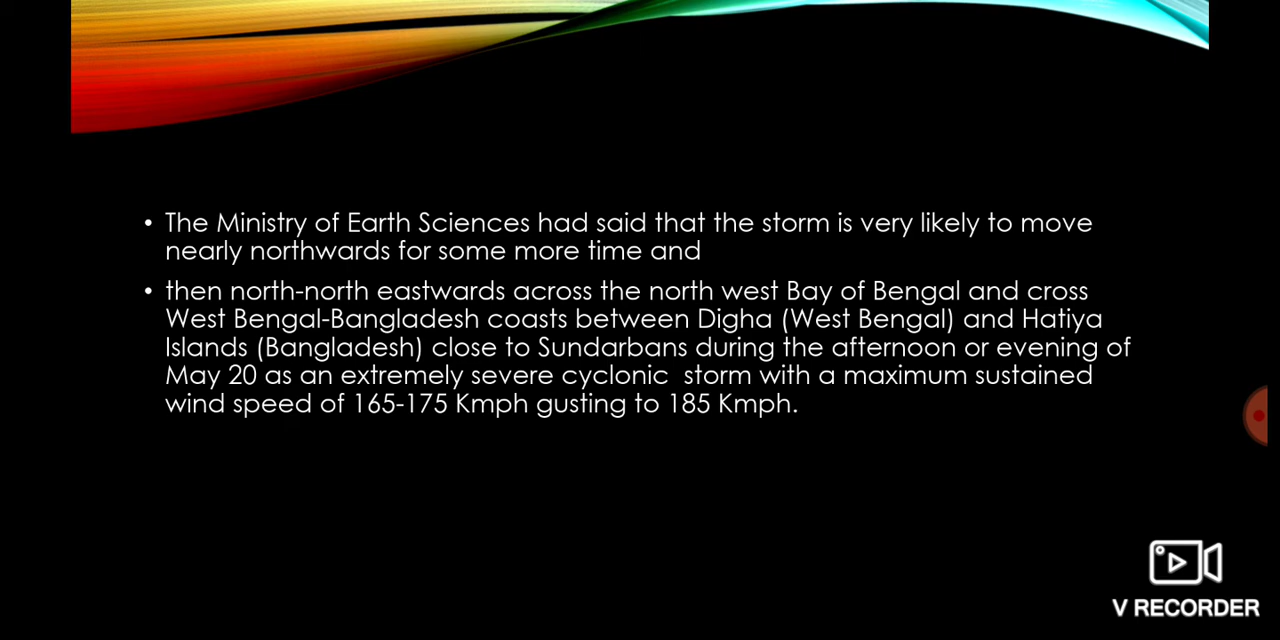 • The Ministry of Earth Sciences had said that the storm is very likely to move
nearly northwards for some more time and
• then north-north eastwards across the north west Bay of Bengal and cross
West Bengal-Bangladesh coasts between Digha (West Bengal) and Hatiya
Islands (Bangladesh) close to Sundarbans during the afternoon or evening of
May 20 as an extremely severe cyclonic  storm with a maximum sustained
wind speed of 165-175 Kmph gusting to 185 Kmph.
V RECORDER